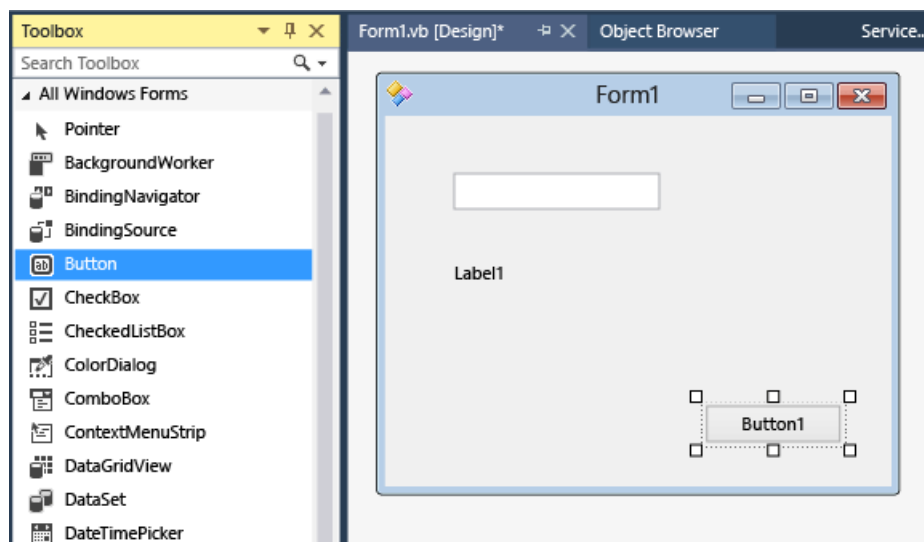 Toolbox
Search Toolbox
All Windows Forms
Pointer
BackgroundWorker
BindingNavigator
BindingSource
Button
CheckBox
CheckedListBox
ColorDialog
ComboBox
ContextMenuStrip
DataGridView
DataSet
DateTimePicker
Form1.vb [Design]* Object Browser Service..
Form1
Label1
Button1